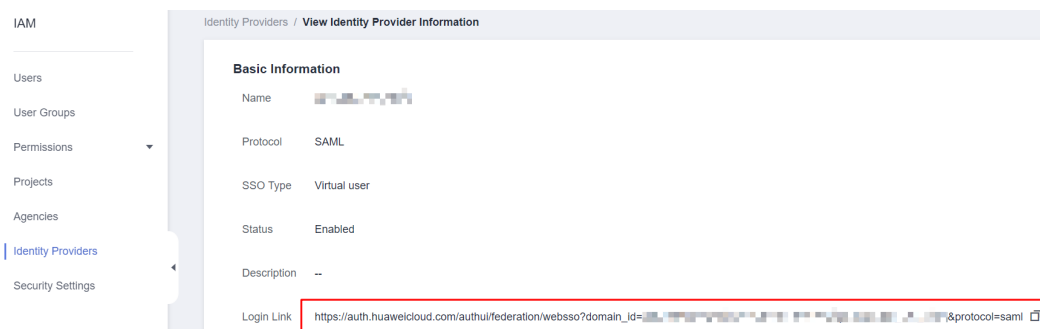 IAM
Users
User Groups
Permissions
Projects
Agencies
Identity Providers
Security Settings
Identity Providers / View Identity Provider Information
Basic Information
Name
Protocol SAML
SSO Type Virtual user
Status Enabled
Description --
Login Link https://auth.huaweicloud.com/authui/federation/websso?domain_id= &protocol=saml